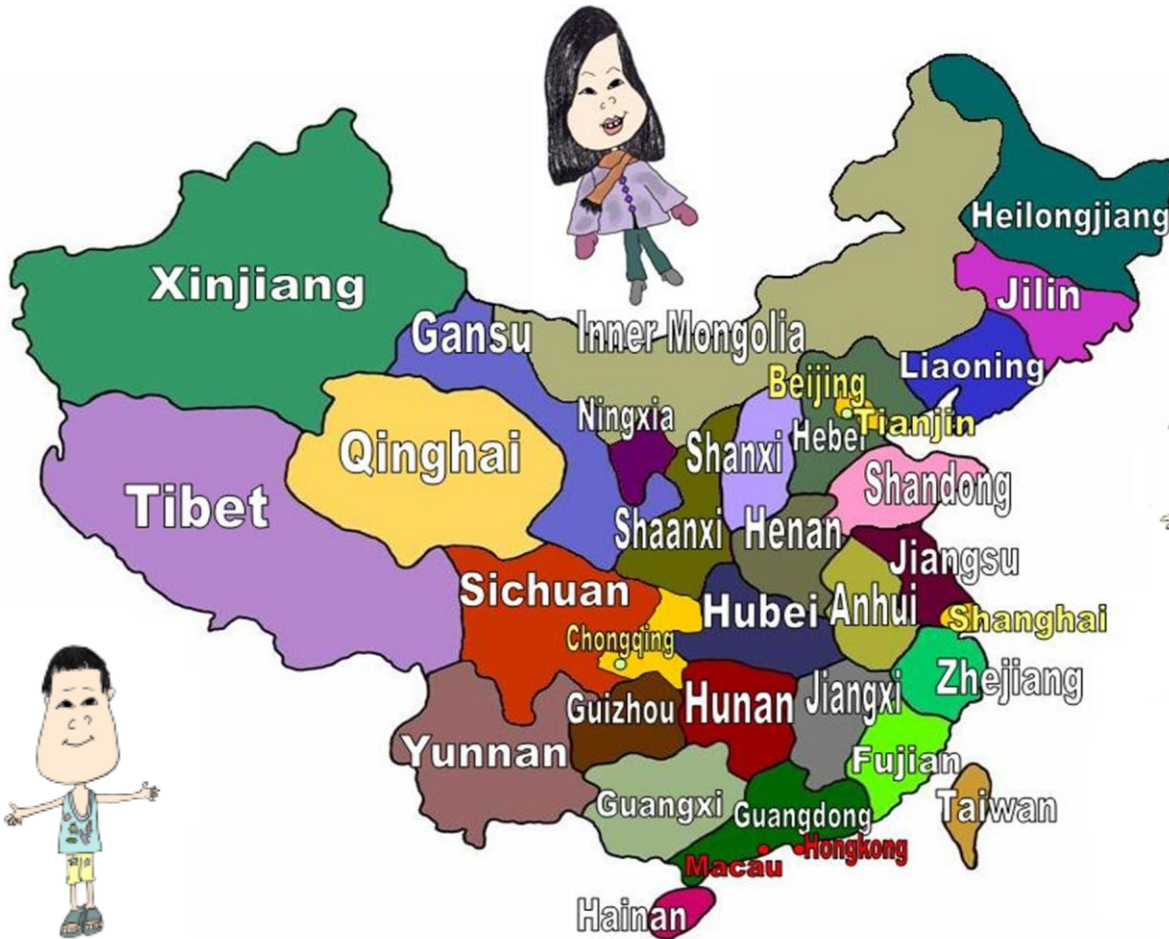 Heilongjiang
Xinjiang
Jilin
Gansu
Inner Mongolia
Liaoning
Beijing
Ningxia
Tianjin
Hebei
Qinghai
Shanxi
Shandong
Tibet
Shaanxi
Henan
Jiangsu
Sichuan
Hubei
Anhui
Shanghai
Chongqing
Zhejiang
Guizhou
Hunan
Jiangxi
Yunnan
Fujian
Guangxi
Guangdong
Taiwan
Hongkong
Macau
Hainan